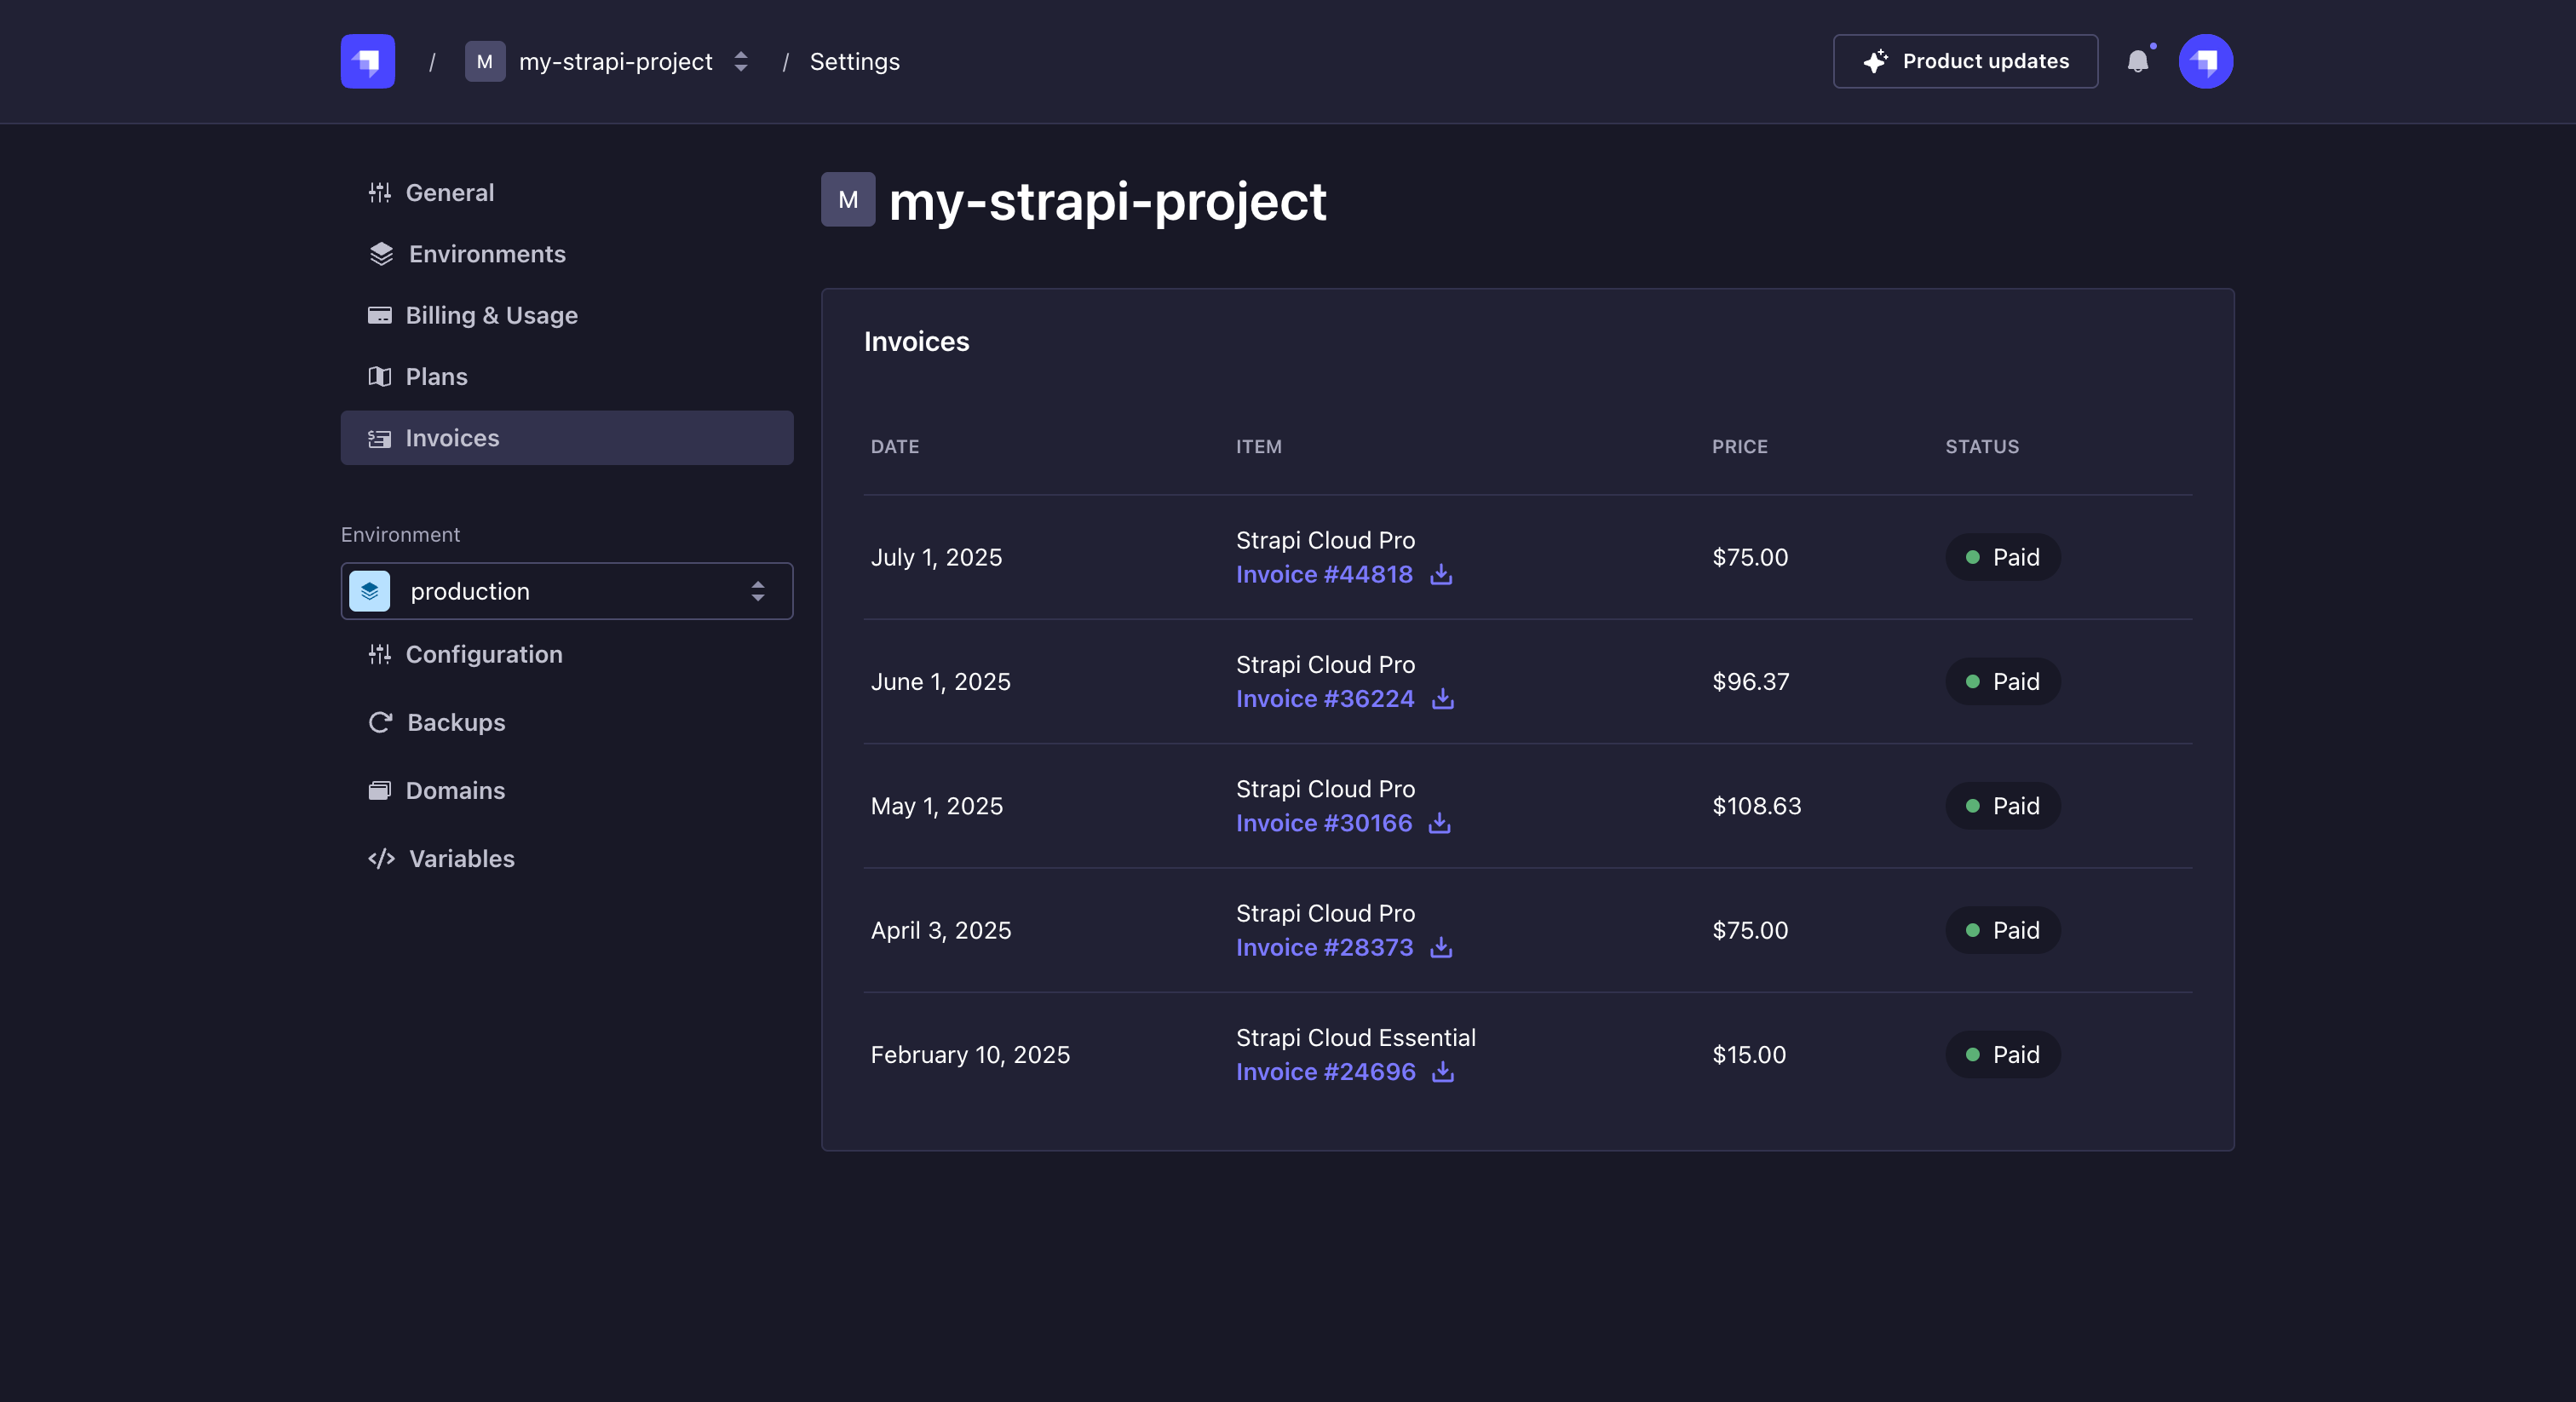 / M my-strapi-project / Settings
Product updates
General
Environments
Billing & Usage
Plans
Invoices
Environment
production
Configuration
Backups
Domains
Variables
M my-strapi-project
Invoices
DATE ITEM PRICE STATUS
July 1, 2025
Strapi Cloud Pro
Invoice #44818
$75.00
Paid
June 1, 2025
Strapi Cloud Pro
Invoice #36224
$96.37
Paid
May 1, 2025
Strapi Cloud Pro
Invoice #30166
$108.63
Paid
April 3, 2025
Strapi Cloud Pro
Invoice #28373
$75.00
Paid
February 10, 2025
Strapi Cloud Essential
Invoice #24696
$15.00
Paid